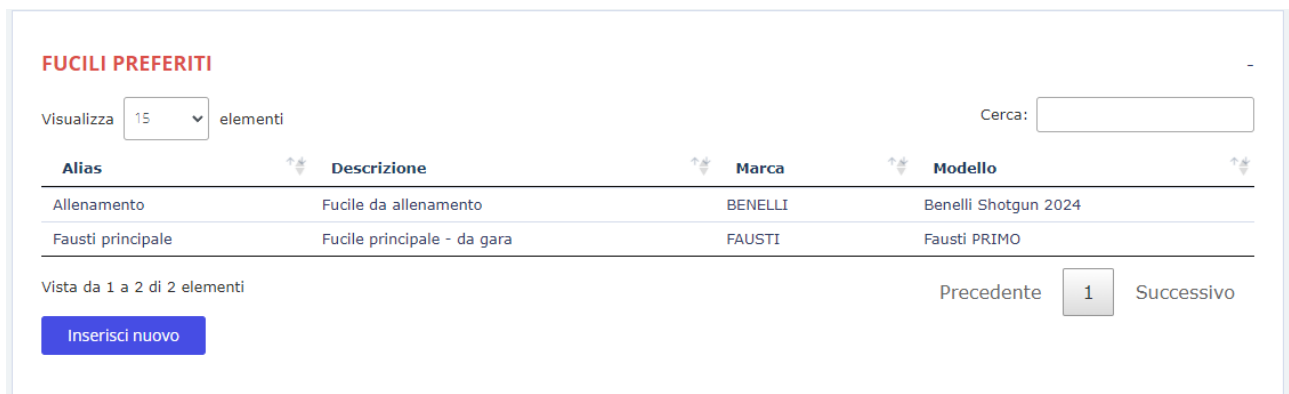 FUCILI PREFERITI -
Visualizza 15 elementi Cerca:
Alias Descrizione Marca Modello
Allenamento Fucile da allenamento BENELLI Benelli Shotgun 2024
Fausti principale Fucile principale - da gara FAUSTI Fausti PRIMO
Vista da 1 a 2 di 2 elementi Precedente 1 Successivo
Inserisci nuovo